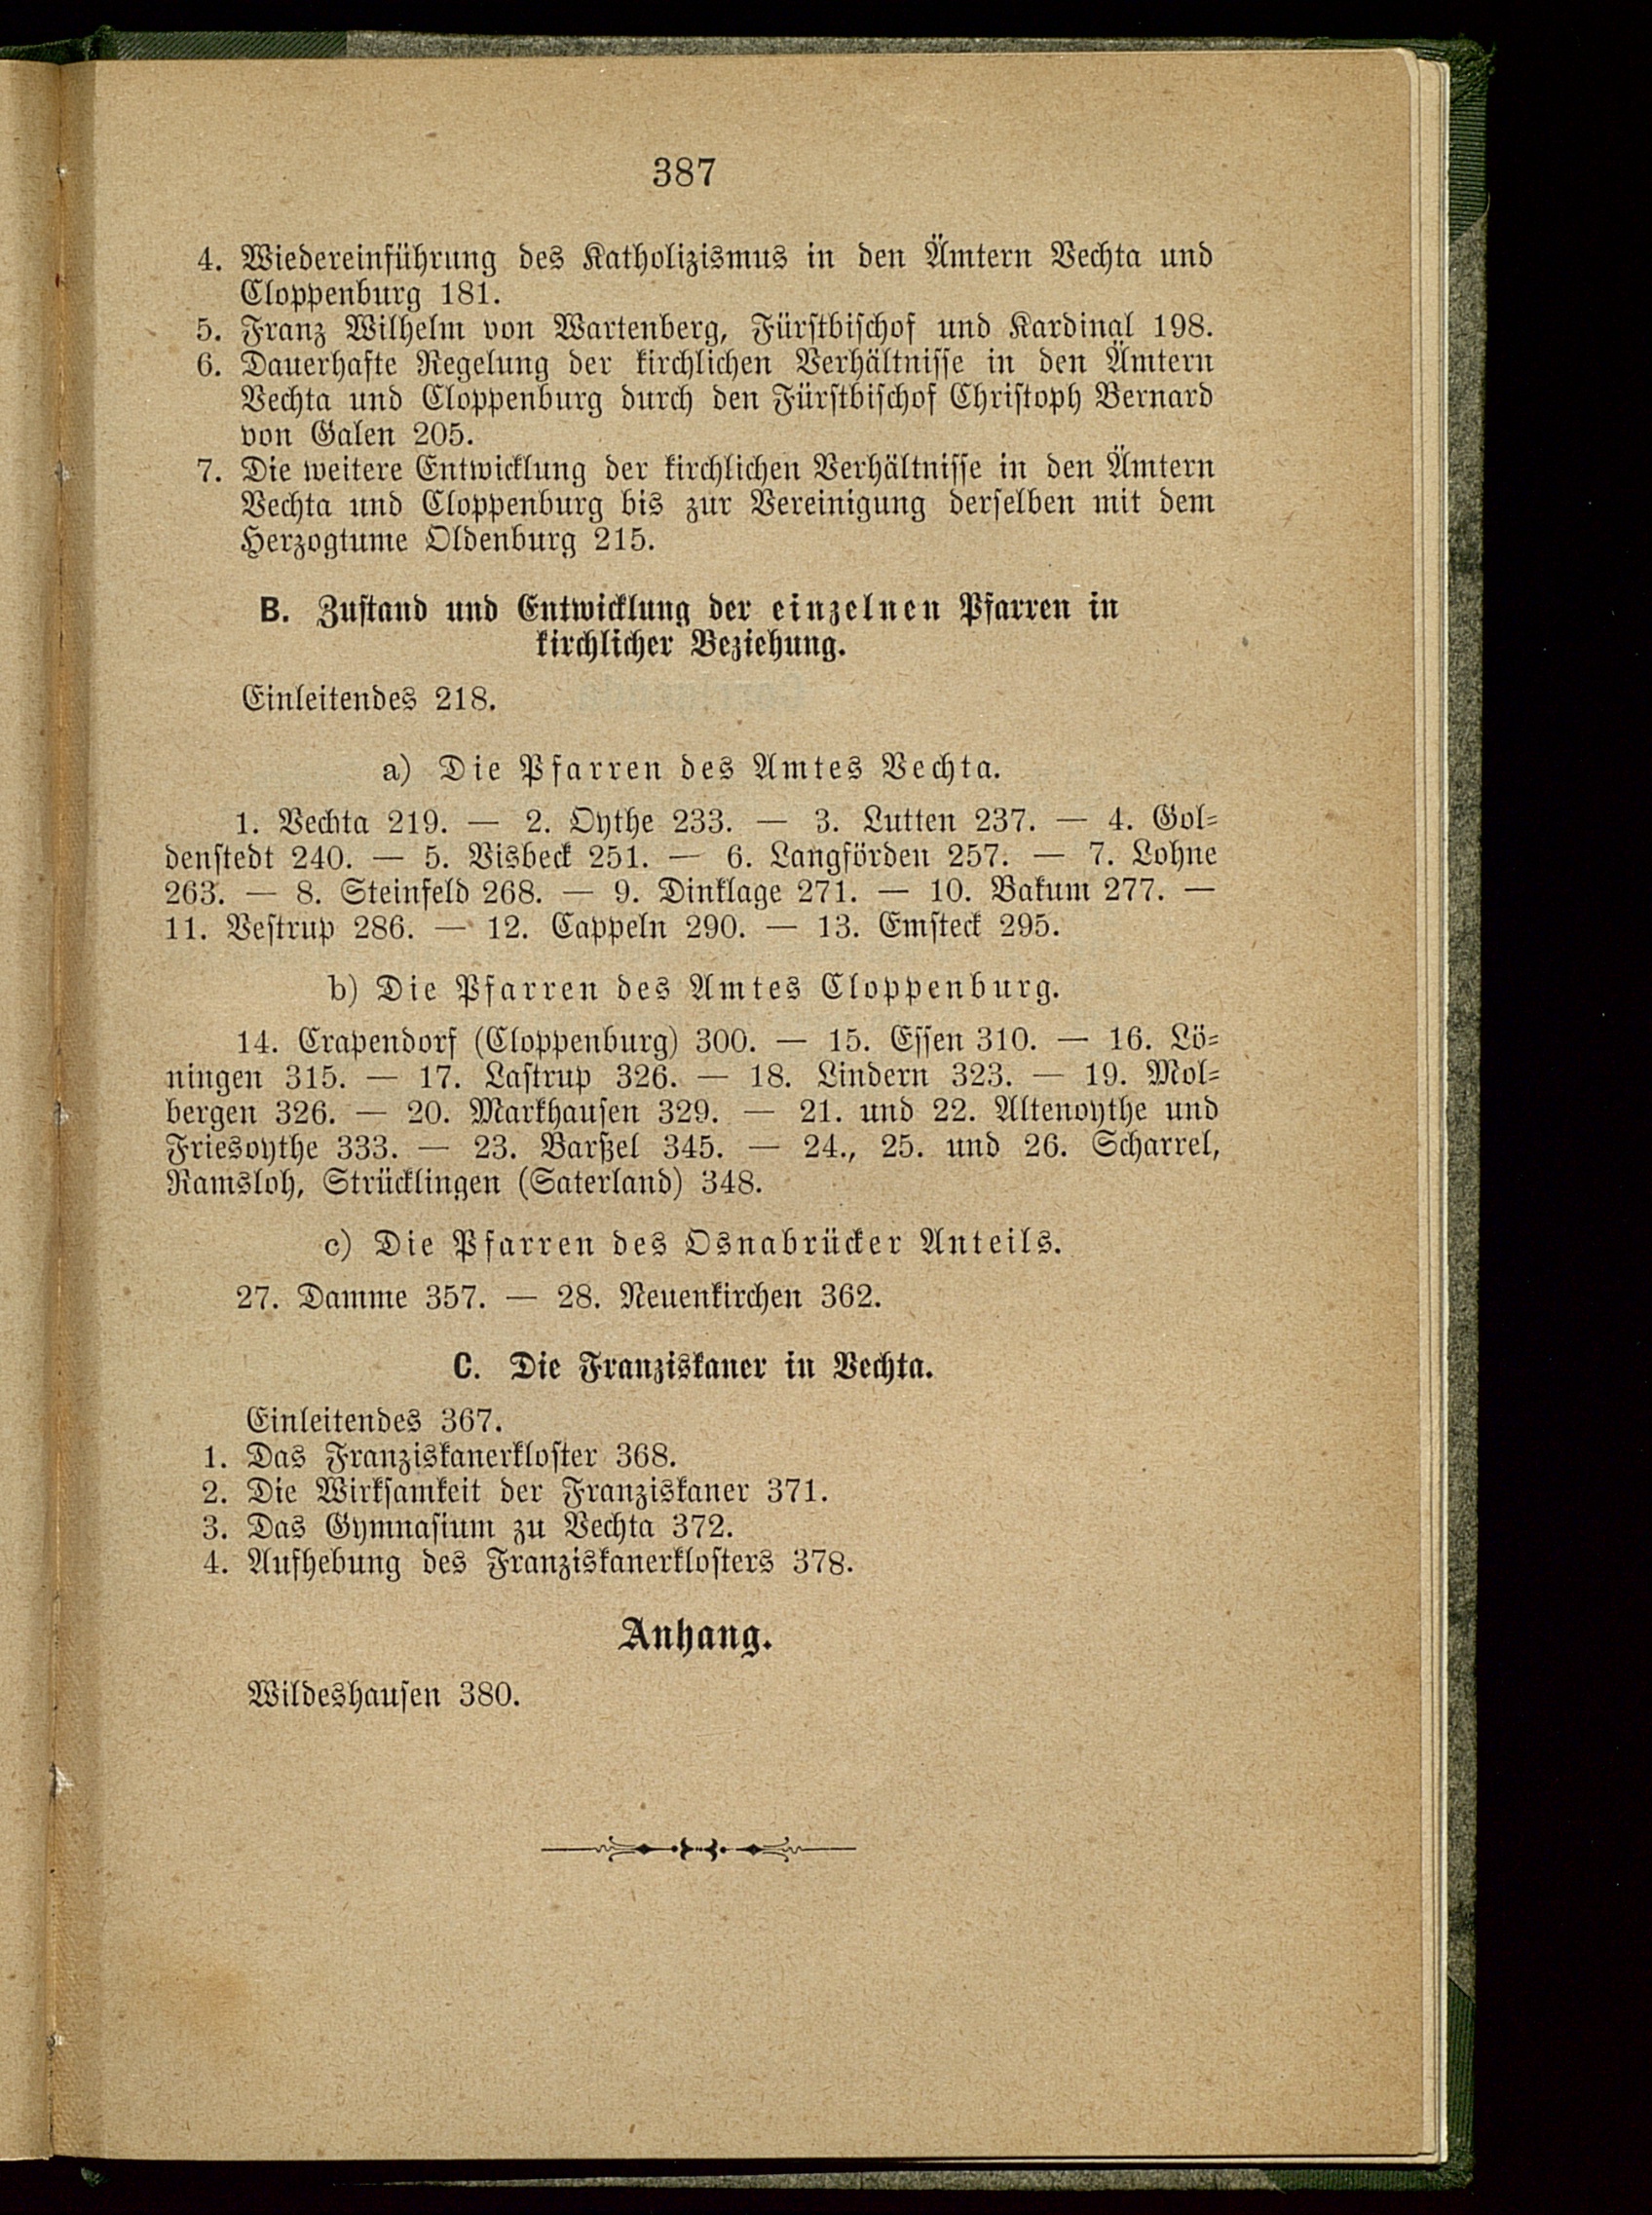 387
4. Wiedereinführung des Katholizismus in den Ämtern Vechta und
Cloppenburg 181.
5. Franz Wilhelm von Wartenberg, Fürstbischof und Kardinal 198.
6. Dauerhafte Regelung der kirchlichen Verhältnisse in den Ämtern
Vechta und Cloppenburg durch den Fürstbischof Christoph Bernard
von Galen 205.
7. Die weitere Entwicklung der kirchlichen Verhältnisse in den Ämtern
Vechta und Cloppenburg bis zur Vereinigung derselben mit dem
Herzogtume Oldenburg 215.
B. Zustand und Entwicklung der einzelnen Pfarren in
kirchlicher Beziehung.
Einleitendes 218.
a) Die Pfarren des Amtes Vechta.
1. Vechta 219. — 2. Oythe 233. — 3. Lutten 237. — 4. Gol-
denstedt 240. — 5. Visbeck 251. — 6. Langförden 257. — 7. Lohne
263. — 8. Steinfeld 268. — 9. Dinklage 271. — 10. Bakum 277. —
11. Vestrup 286. — 12. Cappeln 290. — 13. Emsteck 295.
b) Die Pfarren des Amtes Cloppenburg.
14. Crapendorf (Cloppenburg) 300. — 15. Essen 310. — 16. Lö-
ningen 315. — 17. Lastrup 326. — 18. Lindern 323. — 19. Mol-
bergen 326. — 20. Markhausen 329. — 21. und 22. Altenoythe und
Friesoythe 333. — 23. Barßel 345. — 24., 25. und 26. Scharrel,
Ramsloh, Strücklingen (Saterland) 348.
c) Die Pfarren des Osnabrücker Anteils.
27. Damme 357. — 28. Neuenkirchen 362.
C. Die Franziskaner in Vechta.
Einleitendes 367.
1. Das Franziskanerkloster 368.
2. Die Wirksamkeit der Franziskaner 371.
3. Das Gymnasium zu Vechta 372.
4. Aufhebung des Franziskanerklosters 378.
Anhang.
Wildeshausen 380.